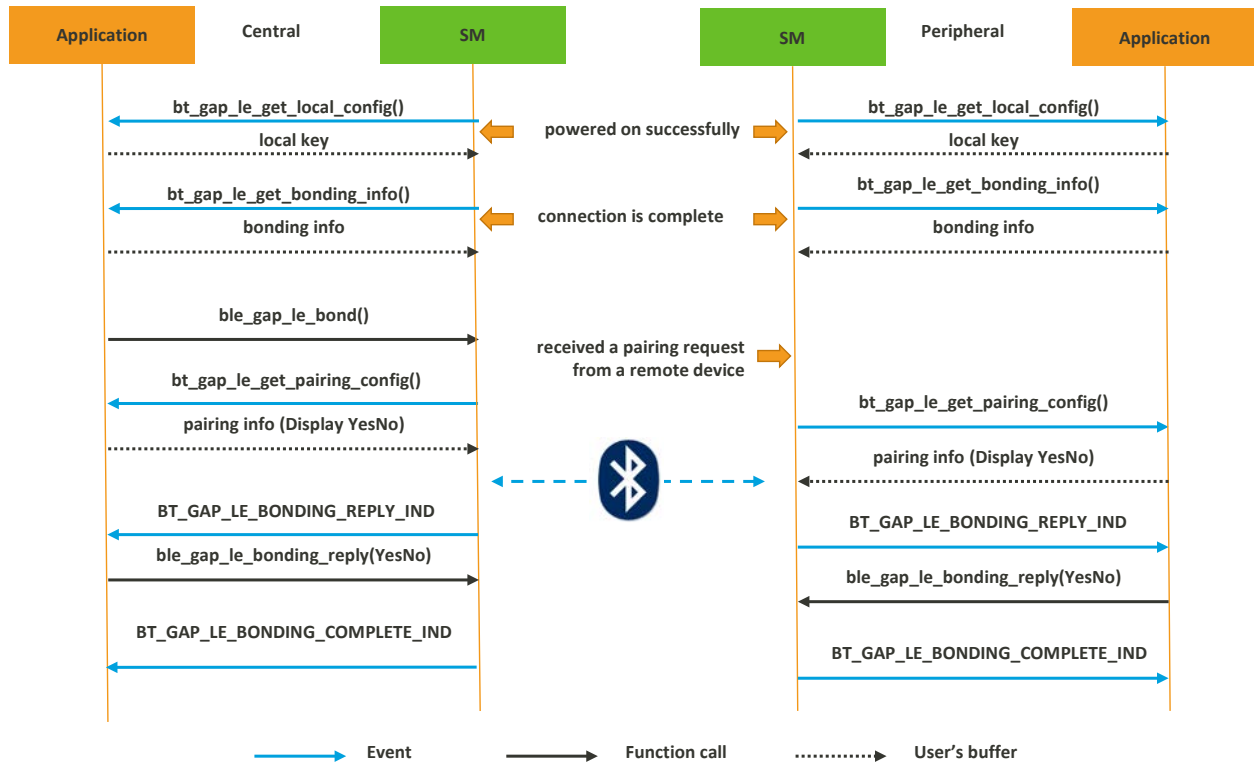 Application
Central
SM
SM
Peripheral
Application
bt_gap_le_get_local_config()
powered on successfully
bt_gap_le_get_local_config()
local key
local key
bt_gap_le_get_bonding_info()
connection is complete
bt_gap_le_get_bonding_info()
bonding info
bonding info
ble_gap_le_bond()
received a pairing request
from a remote device
bt_gap_le_get_pairing_config()
bt_gap_le_get_pairing_config()
pairing info (Display YesNo)
pairing info (Display YesNo)
BT_GAP_LE_BONDING_REPLY_IND
BT_GAP_LE_BONDING_REPLY_IND
ble_gap_le_bonding_reply(YesNo)
ble_gap_le_bonding_reply(YesNo)
BT_GAP_LE_BONDING_COMPLETE_IND
BT_GAP_LE_BONDING_COMPLETE_IND
Event
Function call
User's buffer